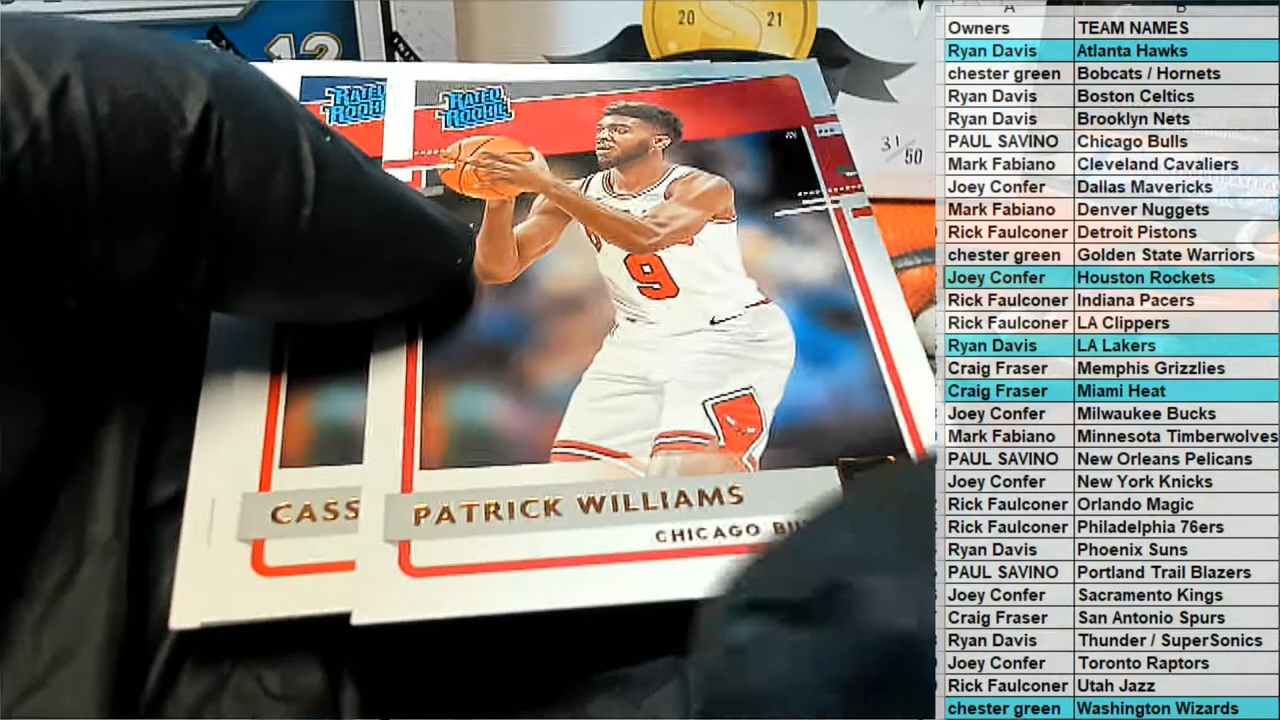 12
20 21
RATED ROOKIE
RATED ROOKIE
31/50
9
CASS
PATRICK WILLIAMS
CHICAGO BU
A B
Owners TEAM NAMES
Ryan Davis Atlanta Hawks
chester green Bobcats / Hornets
Ryan Davis Boston Celtics
Ryan Davis Brooklyn Nets
PAUL SAVINO Chicago Bulls
Mark Fabiano Cleveland Cavaliers
Joey Confer Dallas Mavericks
Mark Fabiano Denver Nuggets
Rick Faulconer Detroit Pistons
chester green Golden State Warriors
Joey Confer Houston Rockets
Rick Faulconer Indiana Pacers
Rick Faulconer LA Clippers
Ryan Davis LA Lakers
Craig Fraser Memphis Grizzlies
Craig Fraser Miami Heat
Joey Confer Milwaukee Bucks
Mark Fabiano Minnesota Timberwolves
PAUL SAVINO New Orleans Pelicans
Joey Confer New York Knicks
Rick Faulconer Orlando Magic
Rick Faulconer Philadelphia 76ers
Ryan Davis Phoenix Suns
PAUL SAVINO Portland Trail Blazers
Joey Confer Sacramento Kings
Craig Fraser San Antonio Spurs
Ryan Davis Thunder / SuperSonics
Joey Confer Toronto Raptors
Rick Faulconer Utah Jazz
chester green Washington Wizards